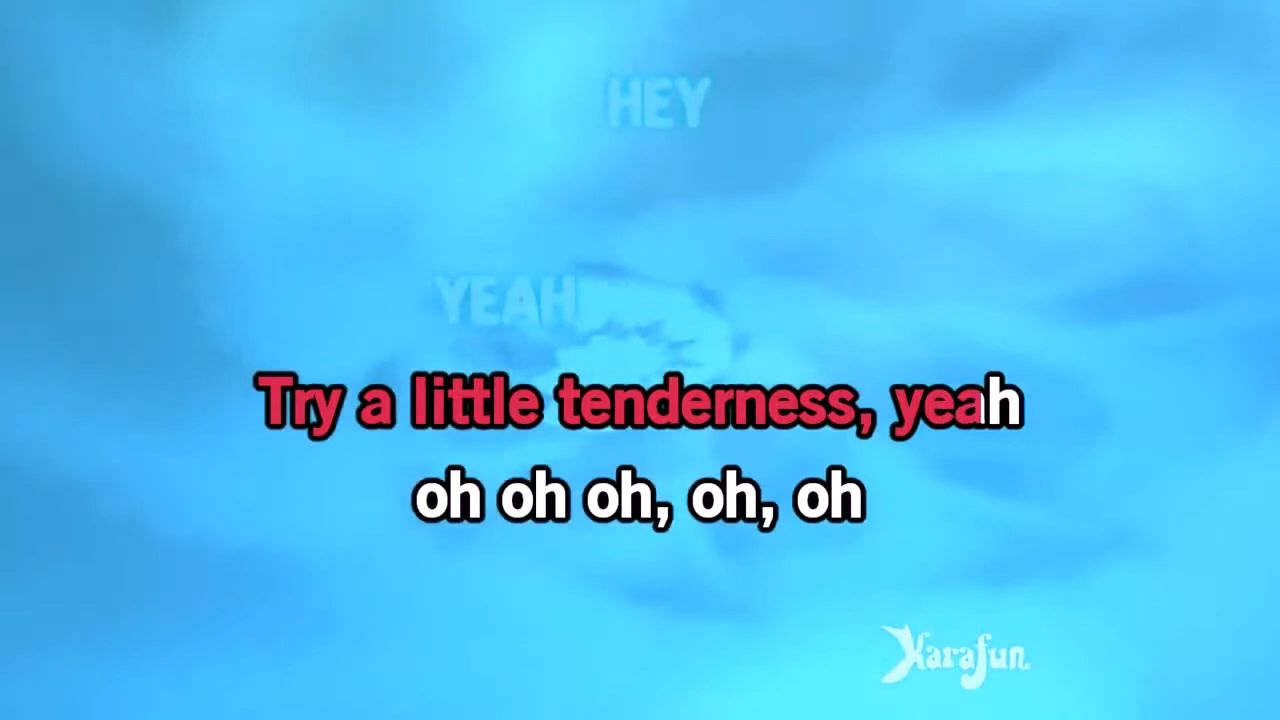 HEY
YEAH
Try a little tenderness, yeah
oh oh oh, oh, oh
Karafun